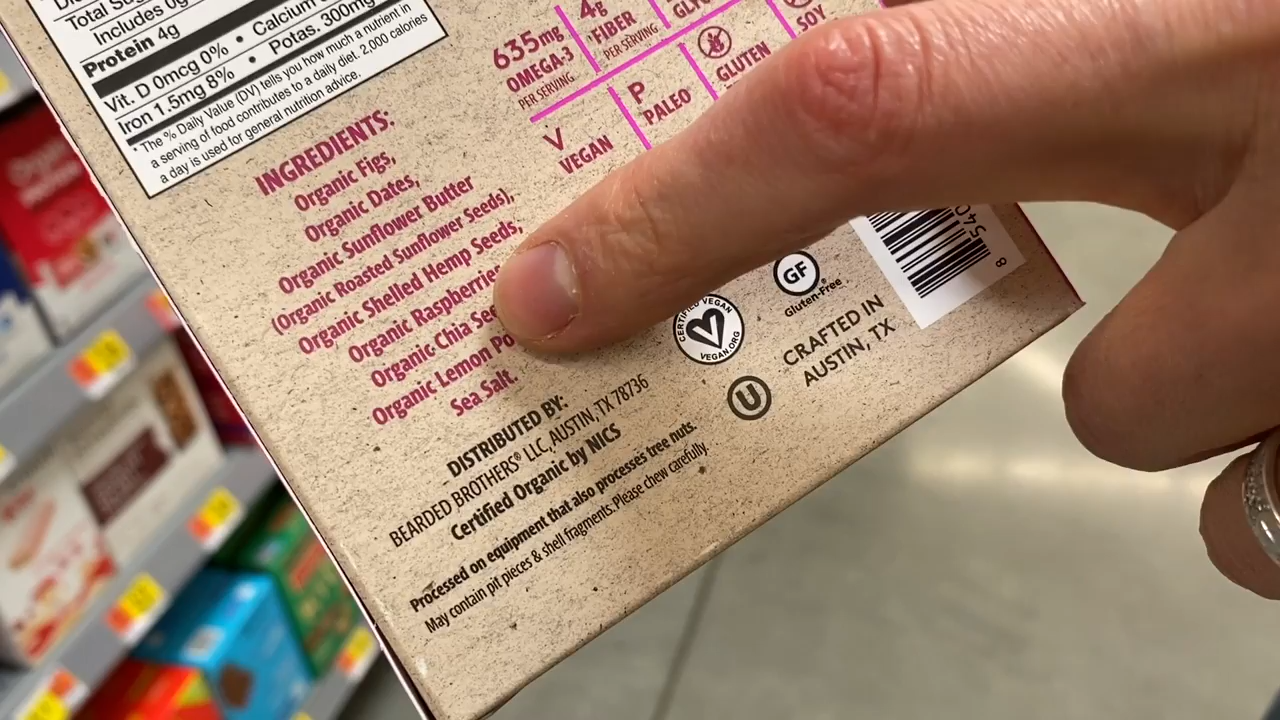 Total Su
Includes 0g
Protein 4g
Vit. D 0mcg 0% • Calcium
Iron 1.5mg 8% • Potas. 300mg
* The % Daily Value (DV) tells you how much a nutrient in
a serving of food contributes to a daily diet. 2,000 calories
a day is used for general nutrition advice.
635mg
OMEGA-3
PER SERVING
4g
FIBER
PER SERVING
SOY
V
VEGAN
P
PALEO
GLUTEN
INGREDIENTS:
Organic Figs,
Organic Dates,
Organic Sunflower Butter
(Organic Roasted Sunflower Seeds),
Organic Shelled Hemp Seeds,
Organic Raspberries
Organic Chia
Organic Lemon
Sea Salt.
DISTRIBUTED BY:
BEARDED BROTHERS® LLC, AUSTIN, TX 78736
Certified Organic by NICS
Processed on equipment that also processes tree nuts.
May contain pit pieces & shell fragments. Please chew carefully.
CERTIFIED VEGAN
VEGAN.ORG
GF
Gluten-Free®
U
CRAFTED IN
AUSTIN, TX
8